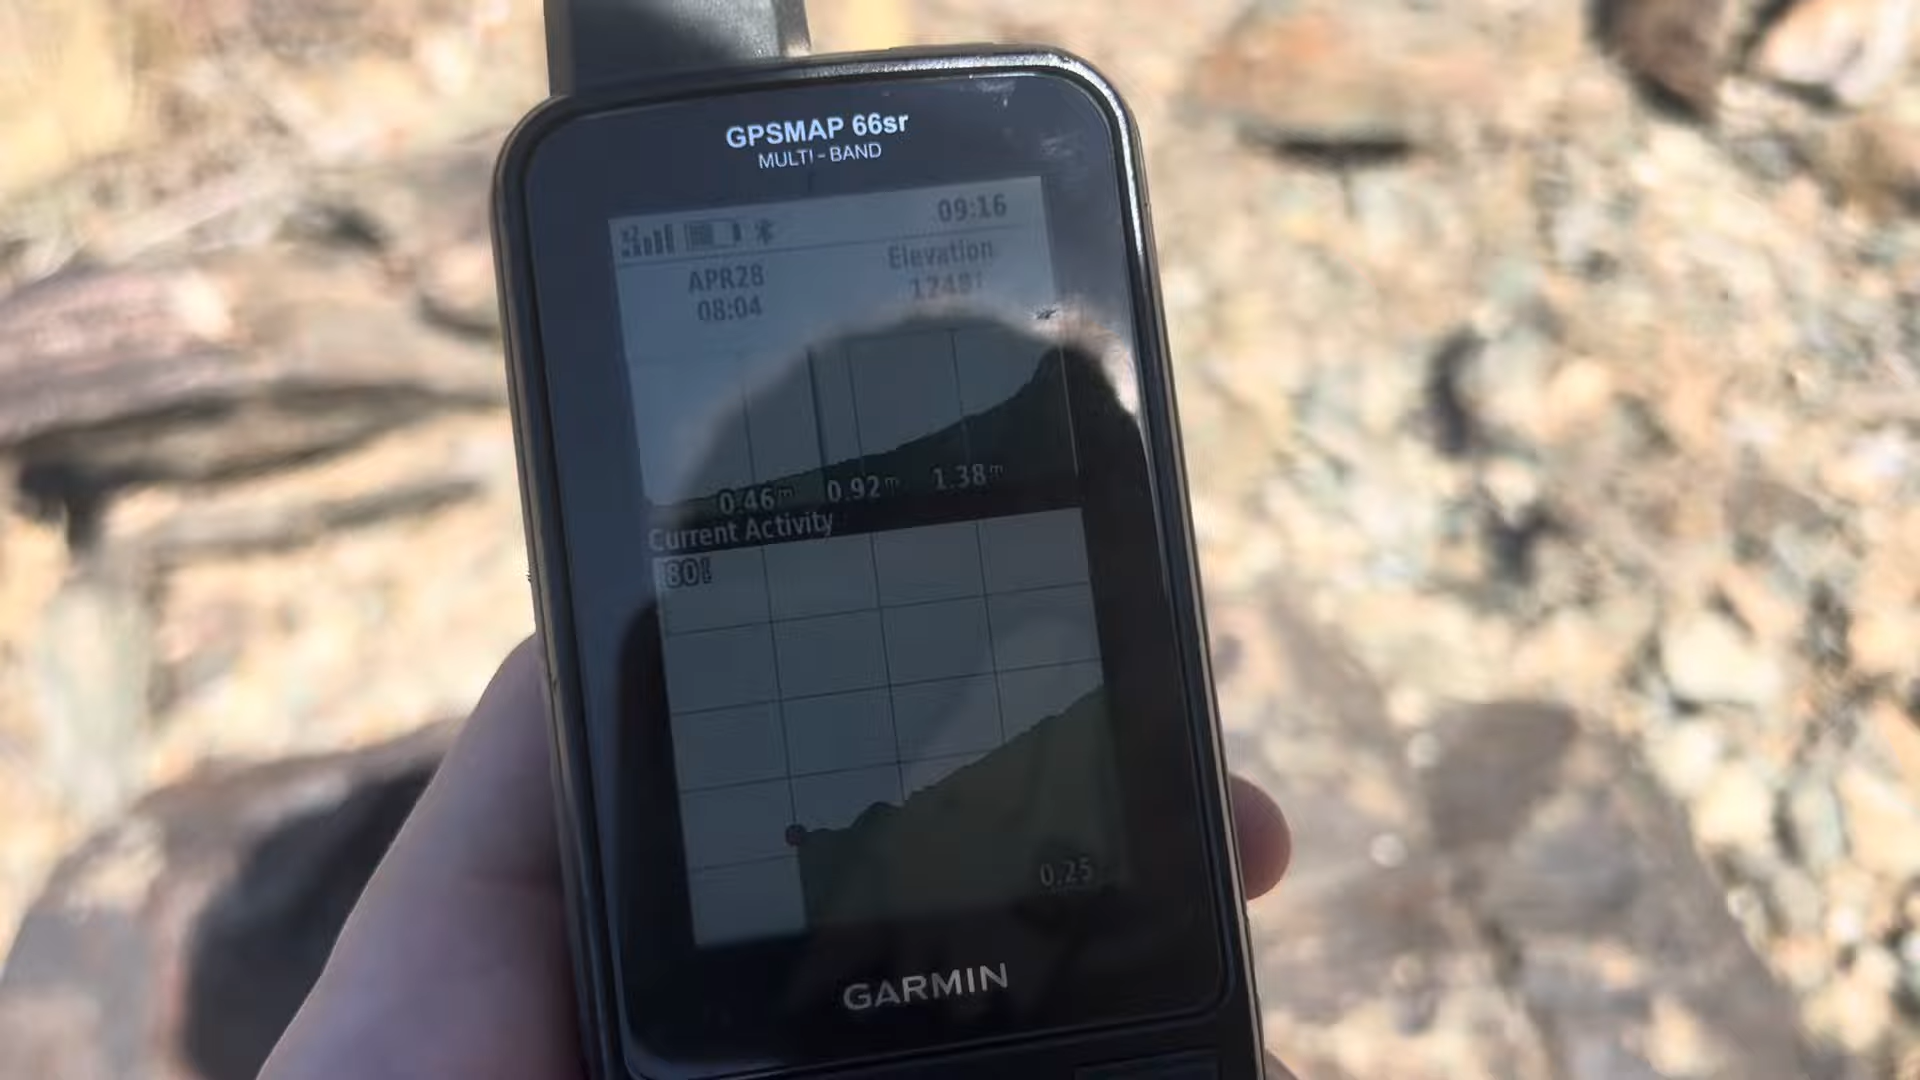 GPSMAP 66sr
MULTI-BAND
09:16
APR28
08:04
Elevation
0.46m
0.92m
1.38m
Current Activity
0.25
GARMIN